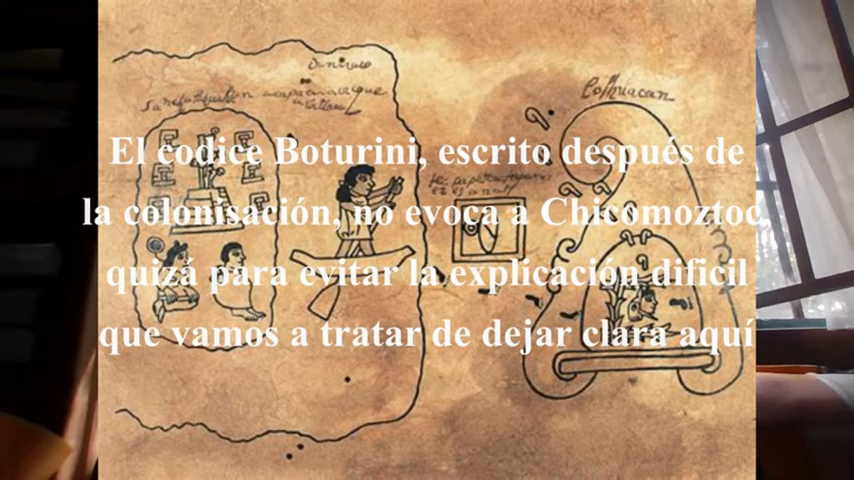 Colhuacan
El codice Boturini, escrito después de
la colonisación, no evoca a Chicomoztoc,
quizá para evitar la explicación dificil
que vamos a tratar de dejar clara aquí